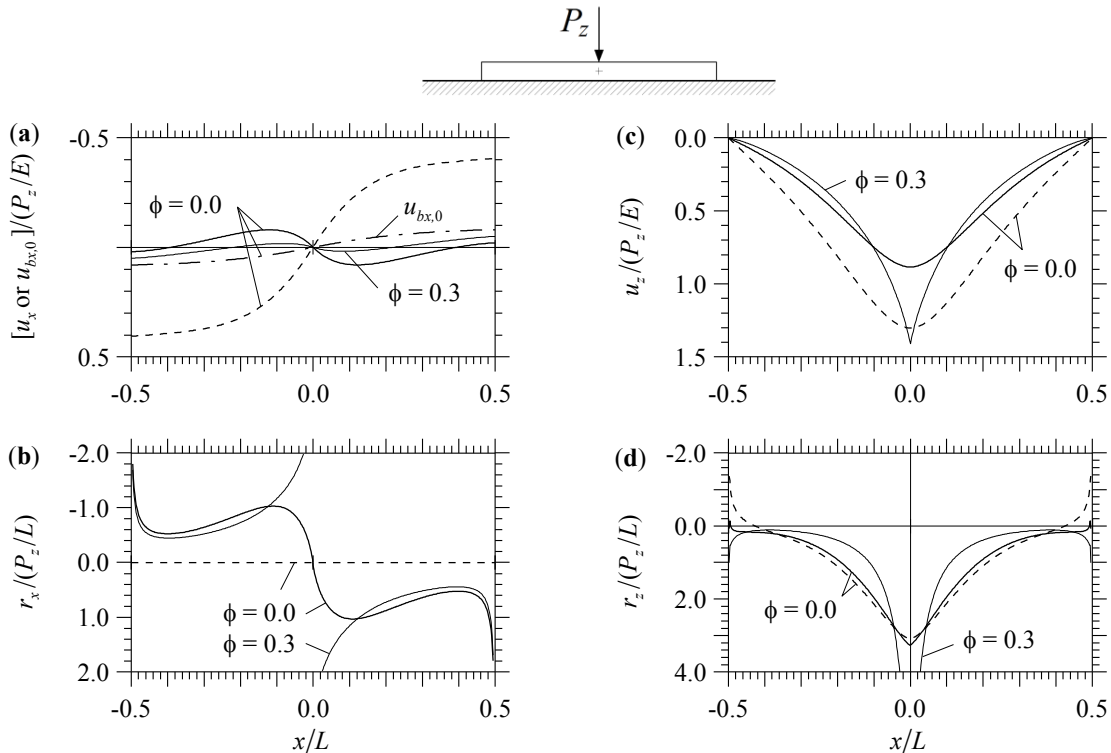 P_z
(a)
-0.5
0.5
[u_x or u_{bx,0}]/(P_z/E)
ϕ = 0.0
u_{bx,0}
ϕ = 0.3
-0.5 0.0 0.5
(c)
0.0
0.5
1.0
1.5
u_z/(P_z/E)
ϕ = 0.3
ϕ = 0.0
-0.5 0.0 0.5
(b)
-2.0
-1.0
0.0
1.0
2.0
r_x/(P_z/L)
ϕ = 0.0
ϕ = 0.3
-0.5 0.0 0.5
x/L
(d)
-2.0
0.0
2.0
4.0
r_z/(P_z/L)
ϕ = 0.0
ϕ = 0.3
-0.5 0.0 0.5
x/L